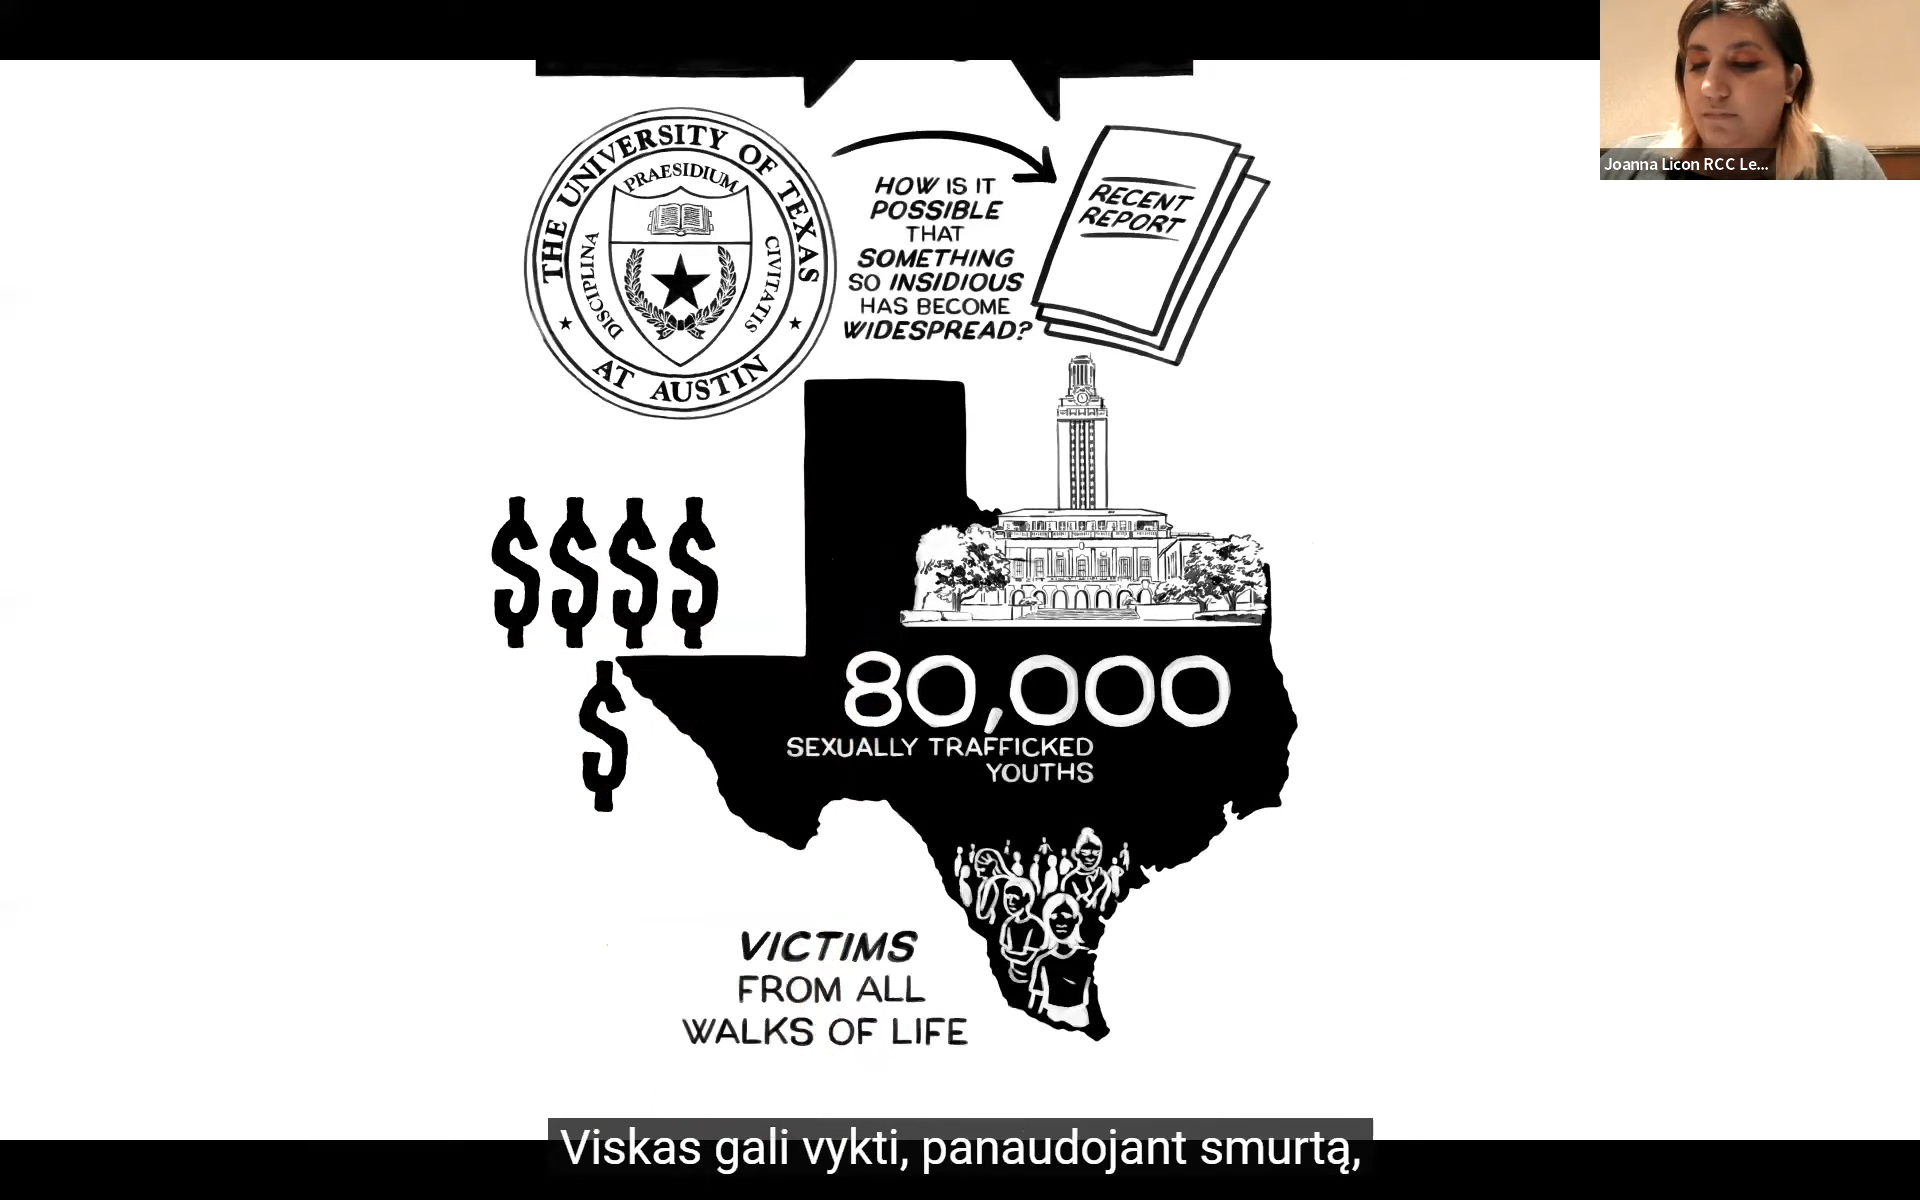 Joanna Licon RCC Le...
THE UNIVERSITY OF TEXAS
AT AUSTIN
PRAESIDIUM
DISCIPLINA
CIVITATIS
HOW IS IT
POSSIBLE
THAT
SOMETHING
SO INSIDIOUS
HAS BECOME
WIDESPREAD?
RECENT
REPORT
$$$$
$
80,000
SEXUALLY TRAFFICKED
YOUTHS
VICTIMS
FROM ALL
WALKS OF LIFE
Viskas gali vykti, panaudojant smurtą,